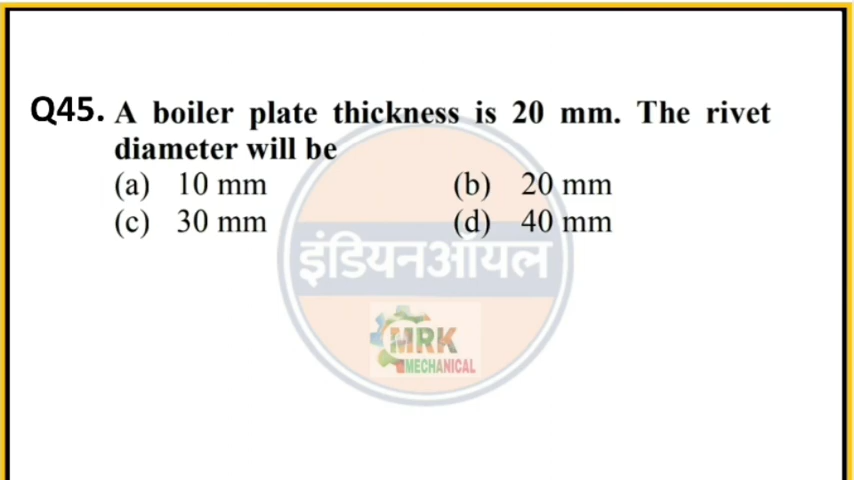 Q45. A boiler plate thickness is 20 mm. The rivet
diameter will be
(a) 10 mm (b) 20 mm
(c) 30 mm (d) 40 mm
इंडियनऑयल
MRK
MECHANICAL